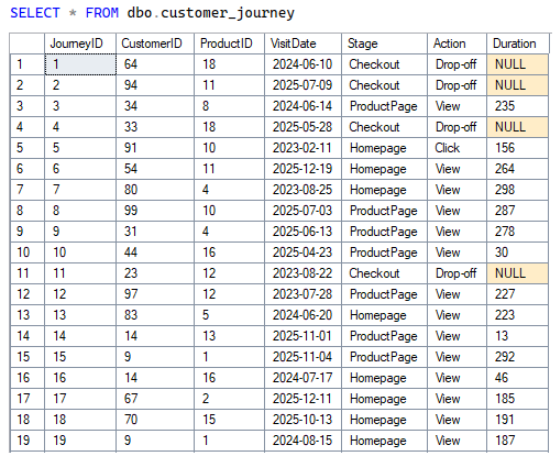 SELECT * FROM dbo.customer_journey
JourneyID CustomerID ProductID VisitDate Stage Action Duration
1 1 64 18 2024-06-10 Checkout Drop-off NULL
2 2 94 11 2025-07-09 Checkout Drop-off NULL
3 3 34 8 2024-06-14 ProductPage View 235
4 4 33 18 2025-05-28 Checkout Drop-off NULL
5 5 91 10 2023-02-11 Homepage Click 156
6 6 54 11 2025-12-19 Homepage View 264
7 7 80 4 2023-08-25 Homepage View 298
8 8 99 10 2025-07-03 ProductPage View 287
9 9 31 4 2025-06-13 ProductPage View 278
10 10 44 16 2025-04-23 ProductPage View 30
11 11 23 12 2023-08-22 Checkout Drop-off NULL
12 12 97 12 2023-07-28 ProductPage View 227
13 13 83 5 2024-06-20 Homepage View 223
14 14 14 13 2025-11-01 ProductPage View 13
15 15 9 1 2025-11-04 ProductPage View 292
16 16 14 16 2024-07-17 Homepage View 46
17 17 67 2 2025-12-11 Homepage View 185
18 18 70 15 2025-10-13 Homepage View 191
19 19 9 1 2024-08-15 Homepage View 187